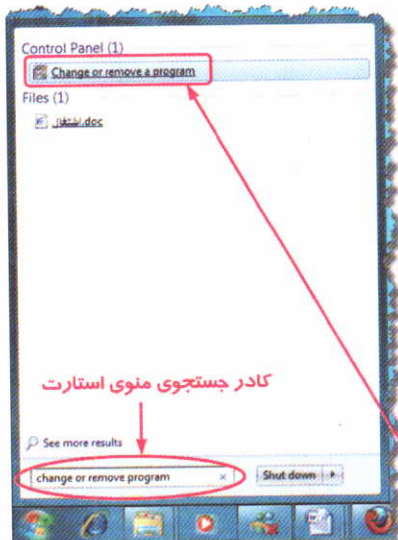 Control Panel (1)
Change or remove a program
Files (1)
اشتغال.doc
کادر جستجوی منوی استارت
See more results
change or remove program
Shut down